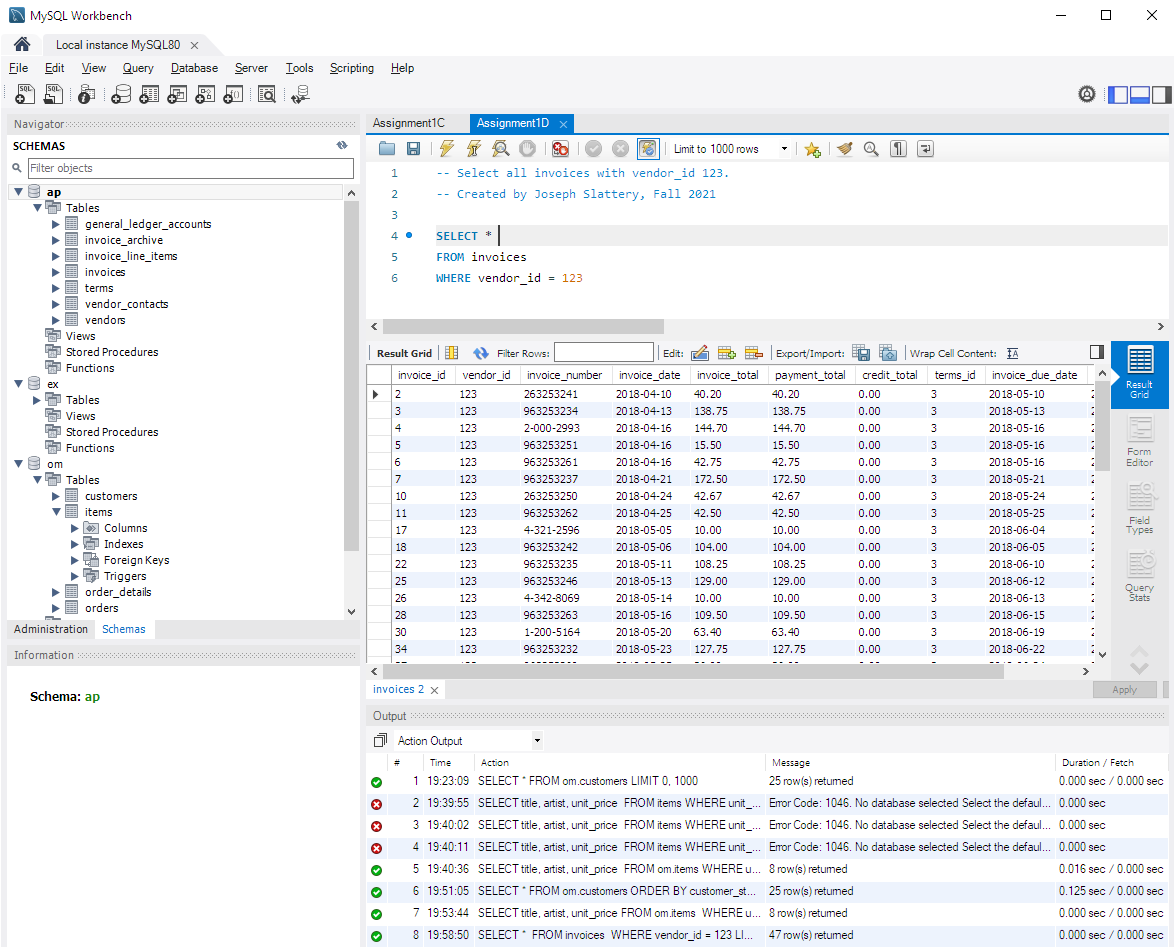 MySQL Workbench
Local instance MySQL80
File Edit View Query Database Server Tools Scripting Help
Navigator
SCHEMAS
Filter objects
ap
Tables
general_ledger_accounts
invoice_archive
invoice_line_items
invoices
terms
vendor_contacts
vendors
Views
Stored Procedures
Functions
ex
Tables
Views
Stored Procedures
Functions
om
Tables
customers
items
Columns
Indexes
Foreign Keys
Triggers
order_details
orders
Administration Schemas
Information
Schema: ap
Assignment1C Assignment1D
Limit to 1000 rows
1 -- Select all invoices with vendor_id 123.
2 -- Created by Joseph Slattery, Fall 2021
3
4 SELECT *
5 FROM invoices
6 WHERE vendor_id = 123
Result Grid Filter Rows: Edit: Export/Import: Wrap Cell Content:
invoice_id vendor_id invoice_number invoice_date invoice_total payment_total credit_total terms_id invoice_due_date
2 123 263253241 2018-04-10 40.20 40.20 0.00 3 2018-05-10
3 123 963253234 2018-04-13 138.75 138.75 0.00 3 2018-05-13
4 123 2-000-2993 2018-04-16 144.70 144.70 0.00 3 2018-05-16
5 123 963253251 2018-04-16 15.50 15.50 0.00 3 2018-05-16
6 123 963253261 2018-04-16 42.75 42.75 0.00 3 2018-05-16
7 123 963253237 2018-04-21 172.50 172.50 0.00 3 2018-05-21
10 123 263253250 2018-04-24 42.67 42.67 0.00 3 2018-05-24
11 123 963253262 2018-04-25 42.50 42.50 0.00 3 2018-05-25
17 123 4-321-2596 2018-05-05 10.00 10.00 0.00 3 2018-06-04
18 123 963253242 2018-05-06 104.00 104.00 0.00 3 2018-06-05
22 123 963253235 2018-05-11 108.25 108.25 0.00 3 2018-06-10
25 123 963253246 2018-05-13 129.00 129.00 0.00 3 2018-06-12
26 123 4-342-8069 2018-05-14 10.00 10.00 0.00 3 2018-06-13
28 123 963253263 2018-05-16 109.50 109.50 0.00 3 2018-06-15
30 123 1-200-5164 2018-05-20 63.40 63.40 0.00 3 2018-06-19
34 123 963253232 2018-05-23 127.75 127.75 0.00 3 2018-06-22
Result Grid
Form Editor
Field Types
Query Stats
invoices 2
Apply
Output
Action Output
# Time Action Message Duration / Fetch
1 19:23:09 SELECT * FROM om.customers LIMIT 0, 1000 25 row(s) returned 0.000 sec / 0.000 sec
2 19:39:55 SELECT title, artist, unit_price FROM items WHERE unit_... Error Code: 1046. No database selected Select the defaul... 0.000 sec
3 19:40:02 SELECT title, artist, unit_price FROM items WHERE unit_... Error Code: 1046. No database selected Select the defaul... 0.000 sec
4 19:40:11 SELECT title, artist, unit_price FROM items WHERE unit_... Error Code: 1046. No database selected Select the defaul... 0.000 sec
5 19:40:36 SELECT title, artist, unit_price FROM om.items WHERE u... 8 row(s) returned 0.016 sec / 0.000 sec
6 19:51:05 SELECT * FROM om.customers ORDER BY customer_st... 25 row(s) returned 0.125 sec / 0.000 sec
7 19:53:44 SELECT title, artist, unit_price FROM om.items WHERE u... 8 row(s) returned 0.000 sec / 0.000 sec
8 19:58:50 SELECT * FROM invoices WHERE vendor_id = 123 LI... 47 row(s) returned 0.000 sec / 0.000 sec